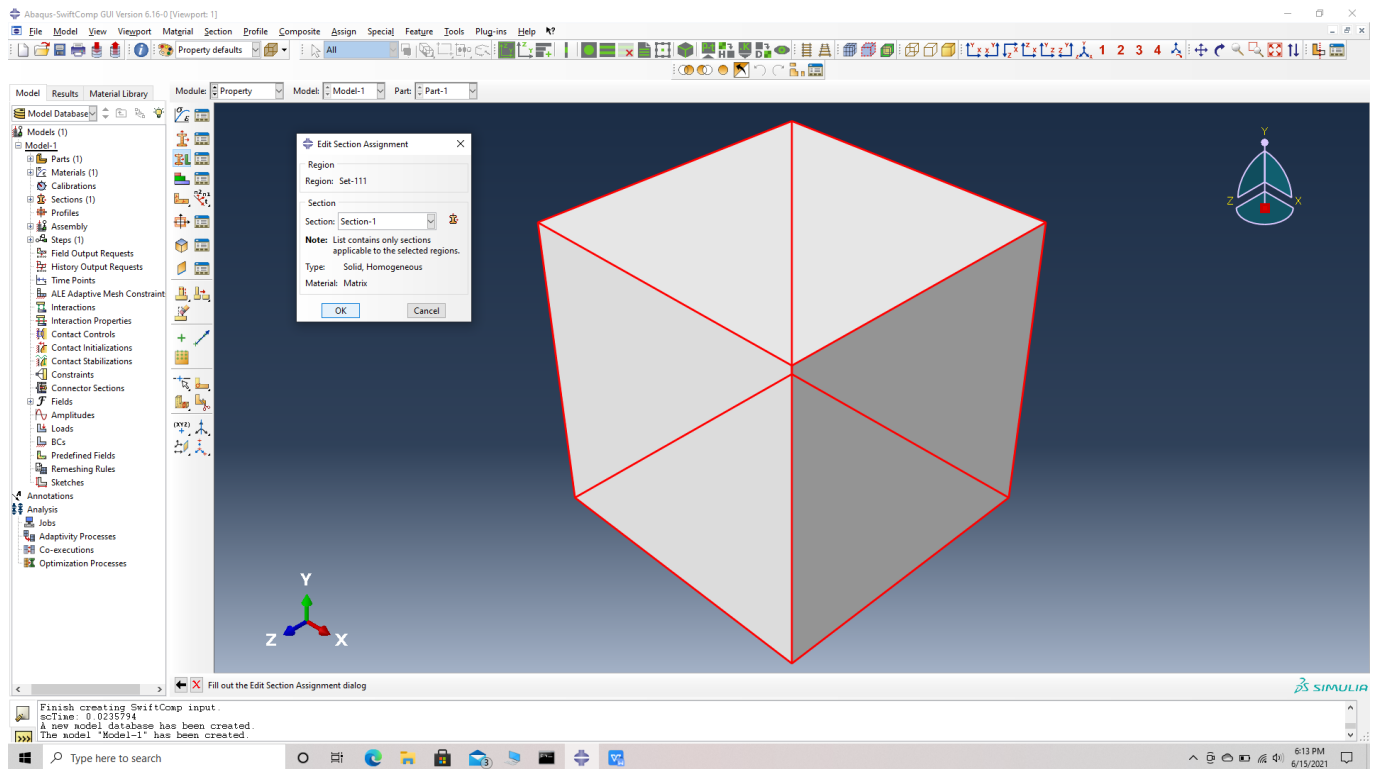 Abaqus-SwiftComp GUI Version 6.16-0 [Viewport: 1]
File Model View Viewport Material Section Profile Composite Assign Special Feature Tools Plug-ins Help
Property defaults All 1 2 3 4
Model Results Material Library Module: Property Model: Model-1 Part: Part-1
Model Database
Models (1)
Model-1
Parts (1)
Materials (1)
Calibrations
Sections (1)
Profiles
Assembly
Steps (1)
Field Output Requests
History Output Requests
Time Points
ALE Adaptive Mesh Constraint
Interactions
Interaction Properties
Contact Controls
Contact Initializations
Contact Stabilizations
Constraints
Connector Sections
Fields
Amplitudes
Loads
BCs
Predefined Fields
Remeshing Rules
Sketches
Annotations
Analysis
Jobs
Adaptivity Processes
Co-executions
Optimization Processes
Edit Section Assignment
Region
Region: Set-111
Section
Section: Section-1
Note: List contains only sections
applicable to the selected regions.
Type: Solid, Homogeneous
Material: Matrix
OK Cancel
Y
Z X
Y
Z X
Fill out the Edit Section Assignment dialog
SIMULIA
Finish creating SwiftComp input.
scTime: 0.0235794
A new model database has been created.
The model "Model-1" has been created.
Type here to search
6:13 PM
6/15/2021